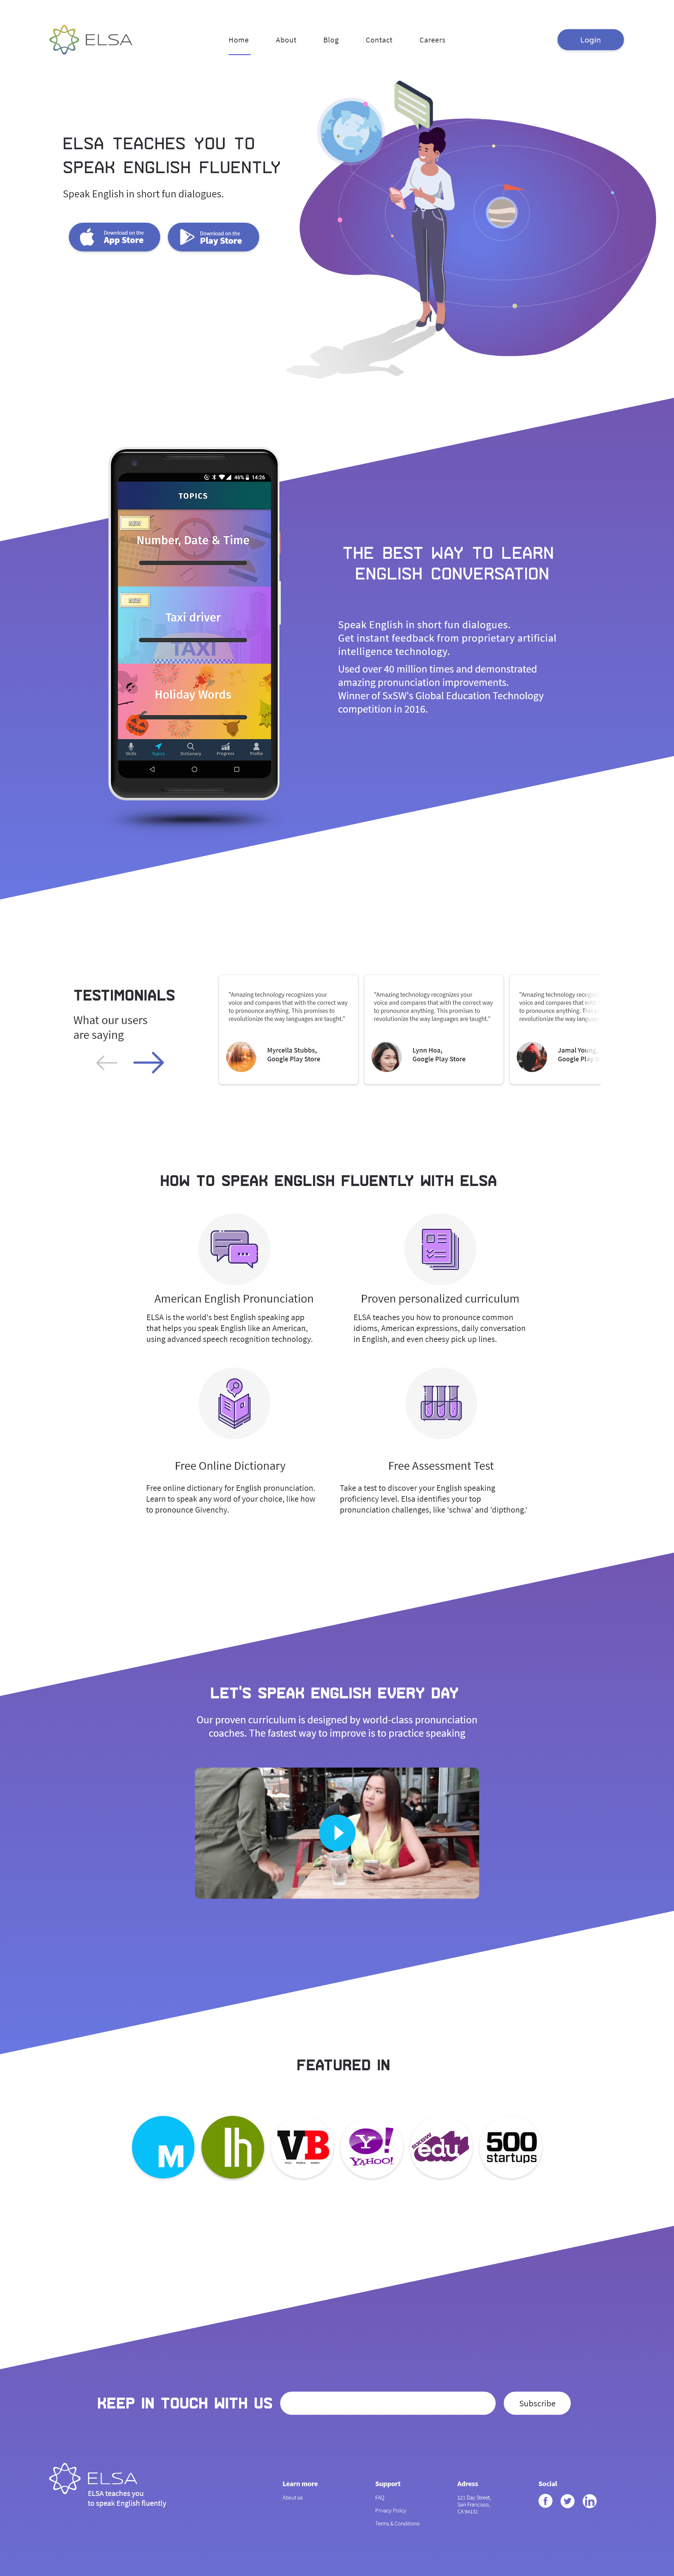 ELSA
Home
About
Blog
Contact
Careers
Login
ELSA TEACHES YOU TO
SPEAK ENGLISH FLUENTLY
Speak English in short fun dialogues.
Download on the
App Store
Download on the
Play Store
46% 14:26
TOPICS
NEW
Number, Date & Time
NEW
Taxi driver
TAXI
Holiday Words
Skills
Topics
Dictionary
Progress
Profile
THE BEST WAY TO LEARN
ENGLISH CONVERSATION
Speak English in short fun dialogues.
Get instant feedback from proprietary artificial
intelligence technology.
Used over 40 million times and demonstrated
amazing pronunciation improvements.
Winner of SxSW's Global Education Technology
competition in 2016.
TESTIMONIALS
What our users
are saying
"Amazing technology recognizes your
voice and compares that with the correct way
to pronounce anything. This promises to
revolutionize the way languages are taught."
Myrcella Stubbs,
Google Play Store
"Amazing technology recognizes your
voice and compares that with the correct way
to pronounce anything. This promises to
revolutionize the way languages are taught."
Lynn Hoa,
Google Play Store
"Amazing technology recogni
voice and compares that with
to pronounce anything. This p
revolutionize the way languag
Jamal Young,
Google Play S
HOW TO SPEAK ENGLISH FLUENTLY WITH ELSA
American English Pronunciation
ELSA is the world's best English speaking app
that helps you speak English like an American,
using advanced speech recognition technology.
Proven personalized curriculum
ELSA teaches you how to pronounce common
idioms, American expressions, daily conversation
in English, and even cheesy pick up lines.
Free Online Dictionary
Free online dictionary for English pronunciation.
Learn to speak any word of your choice, like how
to pronounce Givenchy.
Free Assessment Test
Take a test to discover your English speaking
proficiency level. Elsa identifies your top
pronunciation challenges, like 'schwa' and 'dipthong.'
LET'S SPEAK ENGLISH EVERY DAY
Our proven curriculum is designed by world-class pronunciation
coaches. The fastest way to improve is to practice speaking
FEATURED IN
M
lh
VB
Y!
YAHOO!
SXSW
edu
500
startups
KEEP IN TOUCH WITH US
Subscribe
ELSA
ELSA teaches you
to speak English fluently
Learn more
About us
Support
FAQ
Privacy Policy
Terms & Conditions
Adress
121 Day Street,
San Francisco,
CA 94131
Social
f
in